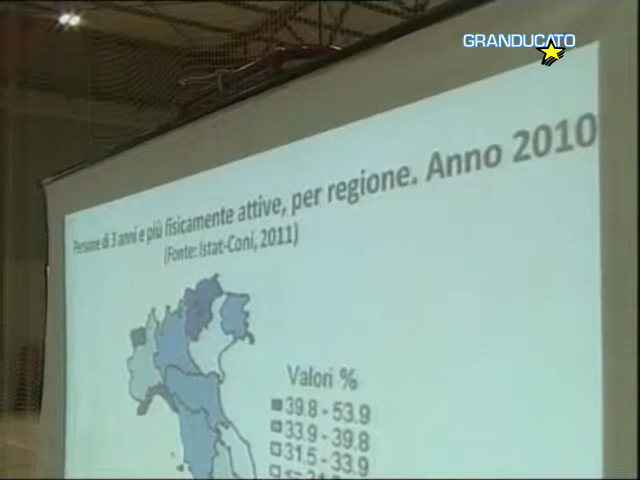 GRANDUCATO
Persone di 3 anni e più fisicamente attive, per regione. Anno 2010
(Fonte: Istat-Coni, 2011)
Valori %
39.8 - 53.9
33.9 - 39.8
31.5 - 33.9